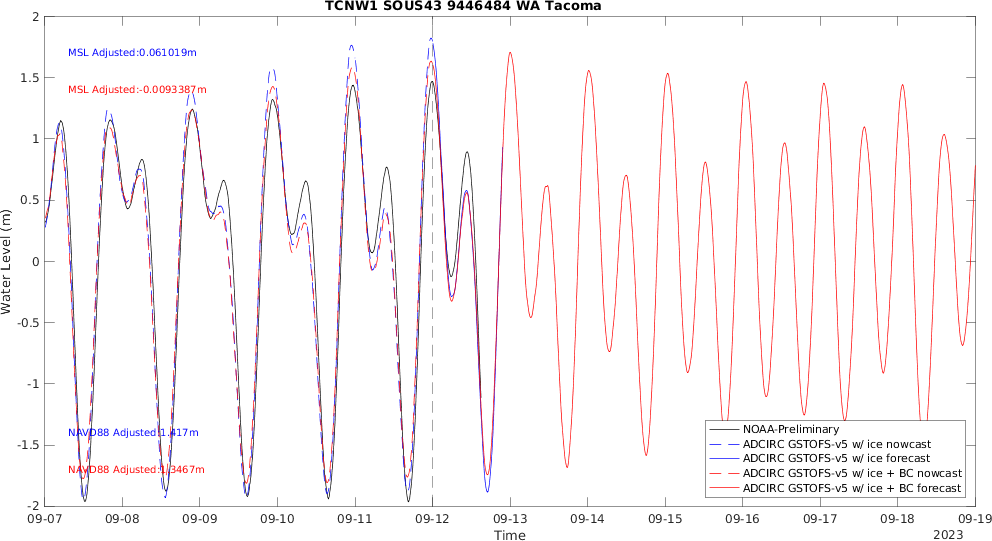 TCNW1 SOUS43 9446484 WA Tacoma
MSL Adjusted:0.061019m
MSL Adjusted:-0.0093387m
NAVD88 Adjusted:1.417m
NAVD88 Adjusted:1.3467m
Water Level (m)
2
1.5
1
0.5
0
-0.5
-1
-1.5
-2
NOAA-Preliminary
ADCIRC GSTOFS-v5 w/ ice nowcast
ADCIRC GSTOFS-v5 w/ ice forecast
ADCIRC GSTOFS-v5 w/ ice + BC nowcast
ADCIRC GSTOFS-v5 w/ ice + BC forecast
09-07 09-08 09-09 09-10 09-11 09-12 09-13 09-14 09-15 09-16 09-17 09-18 09-19
Time
2023